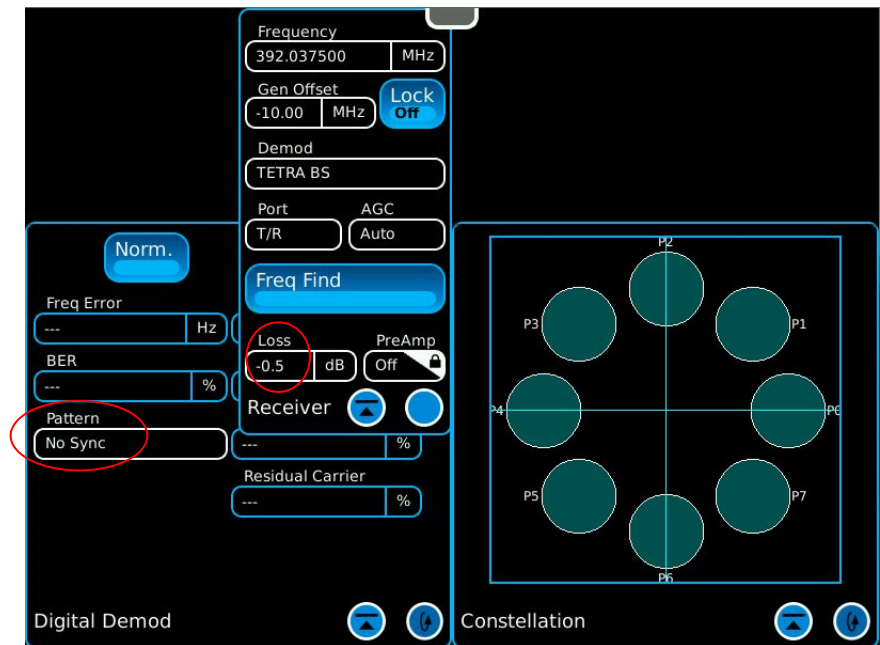 Frequency
392.037500 MHz
Gen Offset
-10.00 MHz
Lock
Off
Demod
TETRA BS
Port AGC
T/R Auto
Freq Find
Loss PreAmp
-0.5 dB Off
Receiver
Norm.
Freq Error
--- Hz
BER
--- %
Pattern
No Sync
--- %
Residual Carrier
--- %
Digital Demod
P2
P3 P1
P4
P5 P7
P6
Constellation